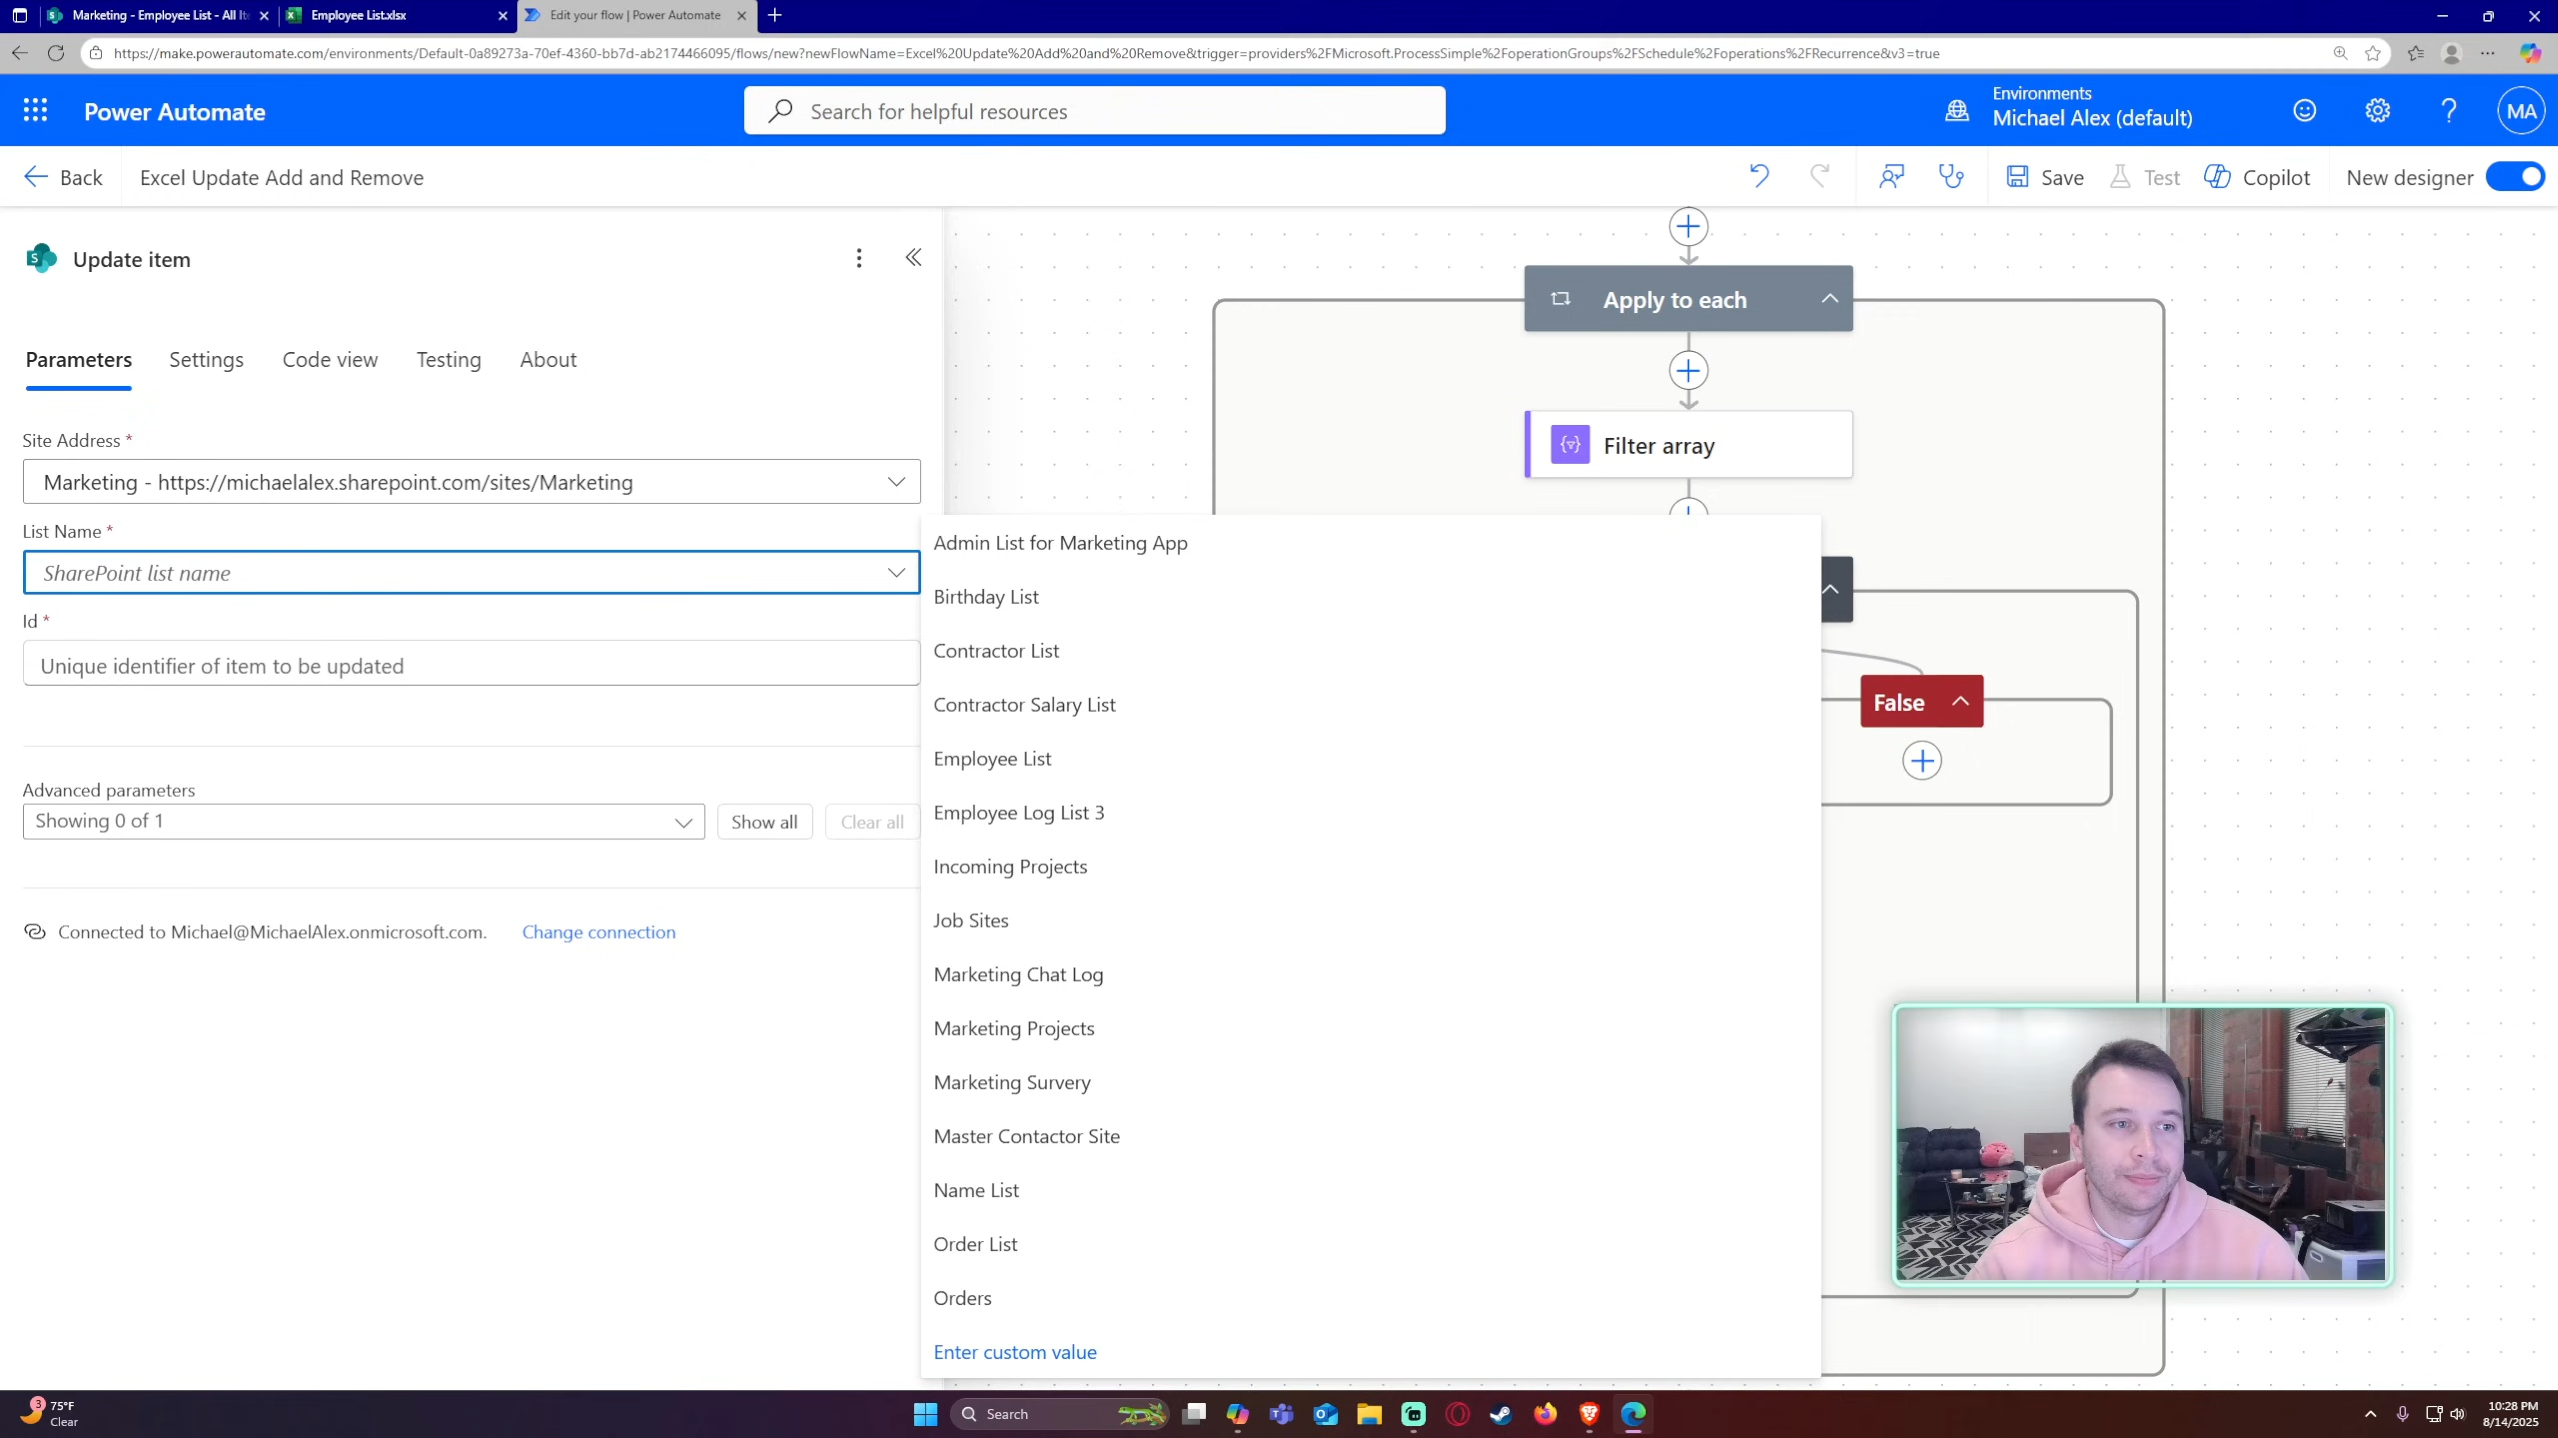 Marketing - Employee List - All It
Employee List.xlsx
Edit your flow | Power Automate
https://make.powerautomate.com/environments/Default-0a89273a-70ef-4360-bb7d-ab2174466095/flows/new?newFlowName=Excel%20Update%20Add%20and%20Remove&trigger=providers%2FMicrosoft.ProcessSimple%2FoperationGroups%2FSchedule%2Foperations%2FRecurrence&v3=true
Power Automate
Search for helpful resources
Environments
Michael Alex (default)
MA
Back
Excel Update Add and Remove
Save
Test
Copilot
New designer
Update item
Parameters
Settings
Code view
Testing
About
Site Address *
Marketing - https://michaelalex.sharepoint.com/sites/Marketing
List Name *
SharePoint list name
Id *
Unique identifier of item to be updated
Advanced parameters
Showing 0 of 1
Show all
Clear all
Connected to Michael@MichaelAlex.onmicrosoft.com.
Change connection
Admin List for Marketing App
Birthday List
Contractor List
Contractor Salary List
Employee List
Employee Log List 3
Incoming Projects
Job Sites
Marketing Chat Log
Marketing Projects
Marketing Survery
Master Contactor Site
Name List
Order List
Orders
Enter custom value
Apply to each
Filter array
False
3
75°F
Clear
Search
10:28 PM
8/14/2025